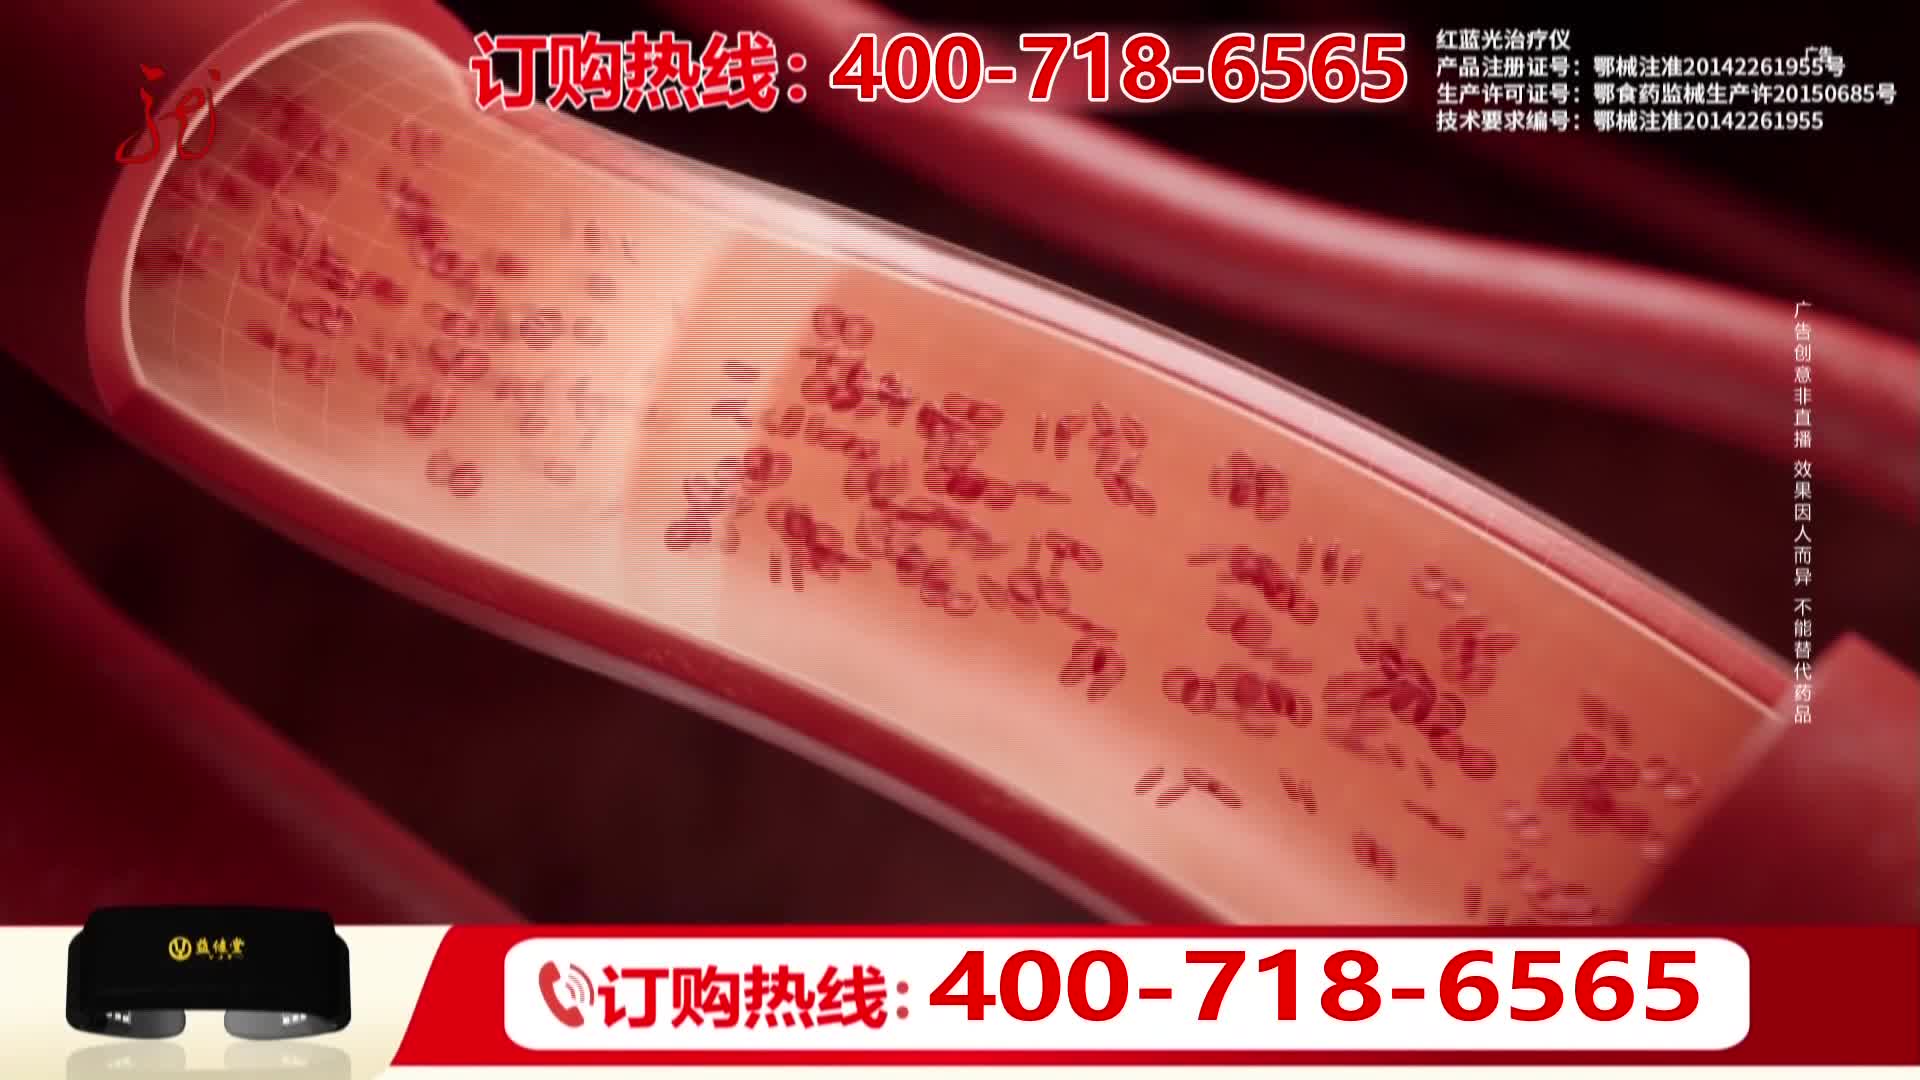 订购热线：400-718-6565
红蓝光治疗仪
广告
产品注册证号：鄂械注准20142261955号
生产许可证号：鄂食药监械生产许20150685号
技术要求编号：鄂械注准20142261955
广告创意非直播 效果因人而异 不能替代药品
订购热线：400-718-6565